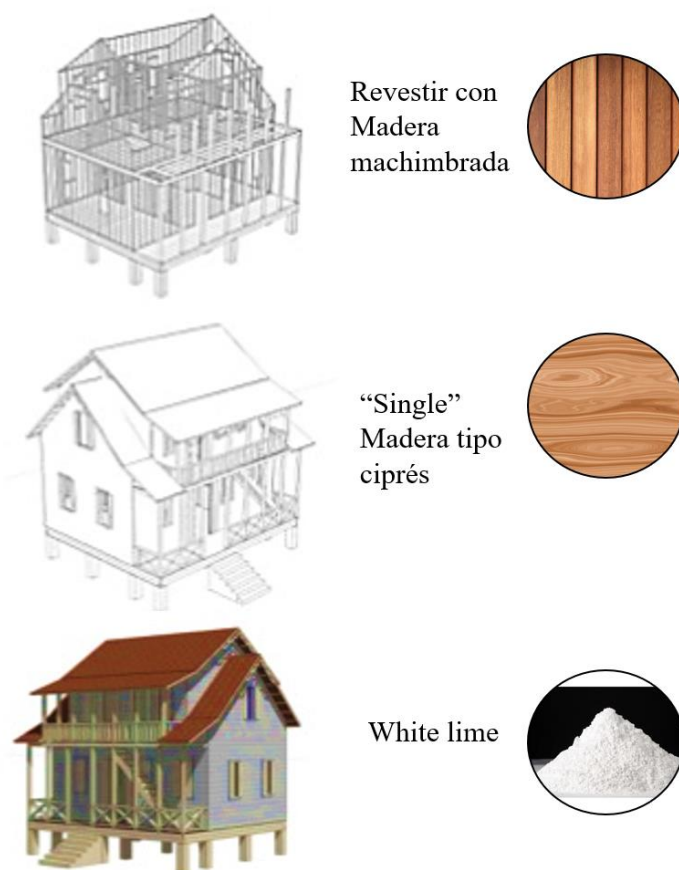 Revestir con
Madera
machimbrada
“Single”
Madera tipo
ciprés
White lime